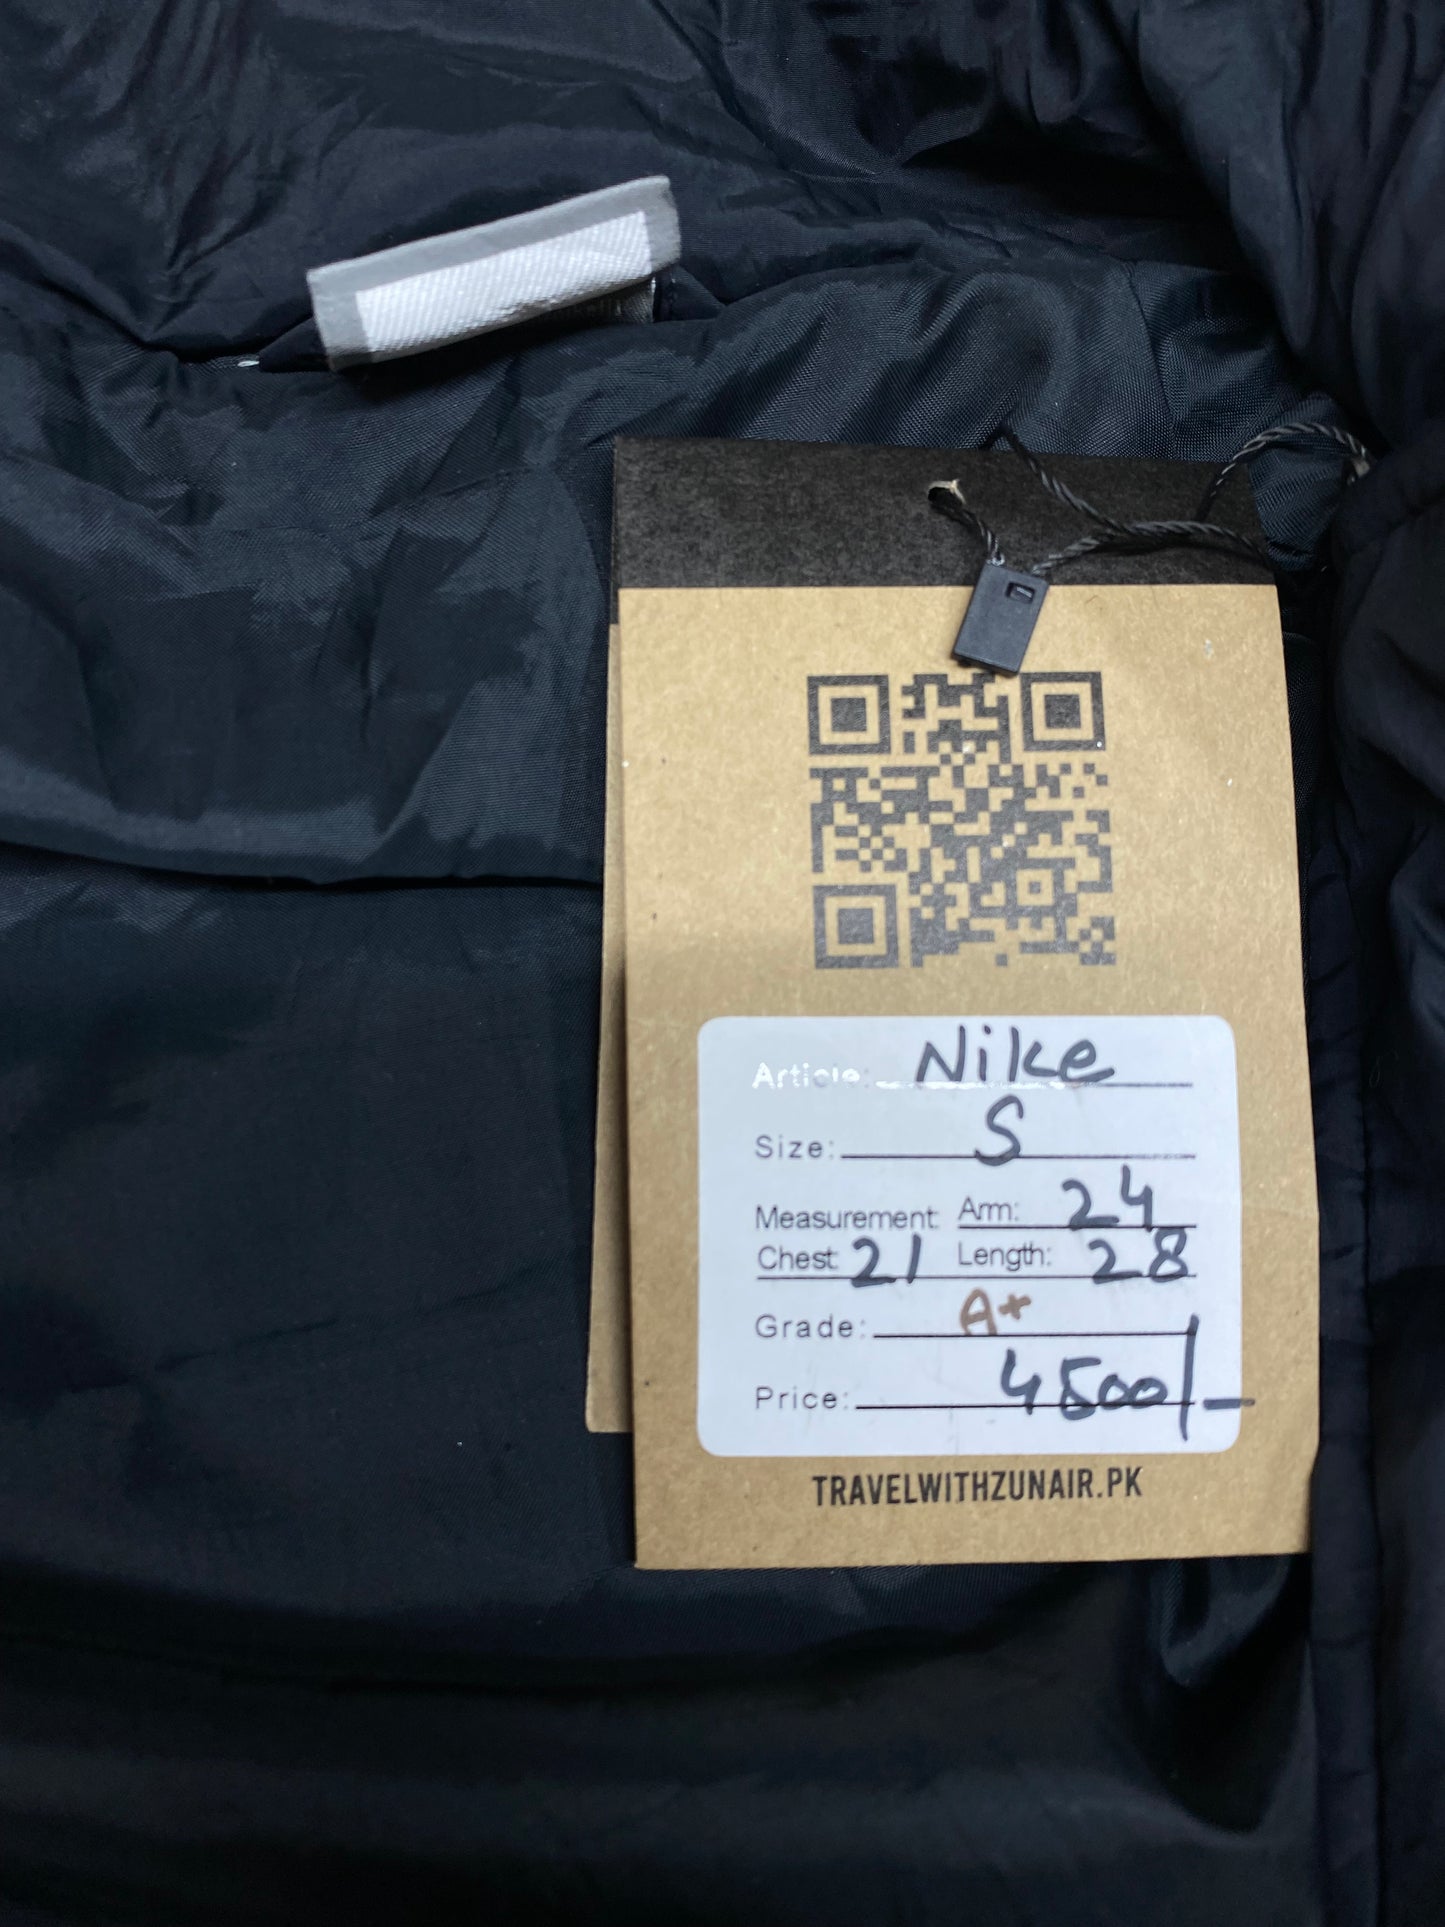 Article: Nike
Size: S
Measurement: Arm: 24
Chest: 21 Length: 28
Grade: A+
Price: 4500/-
TRAVELWITHZUNAIR.PK